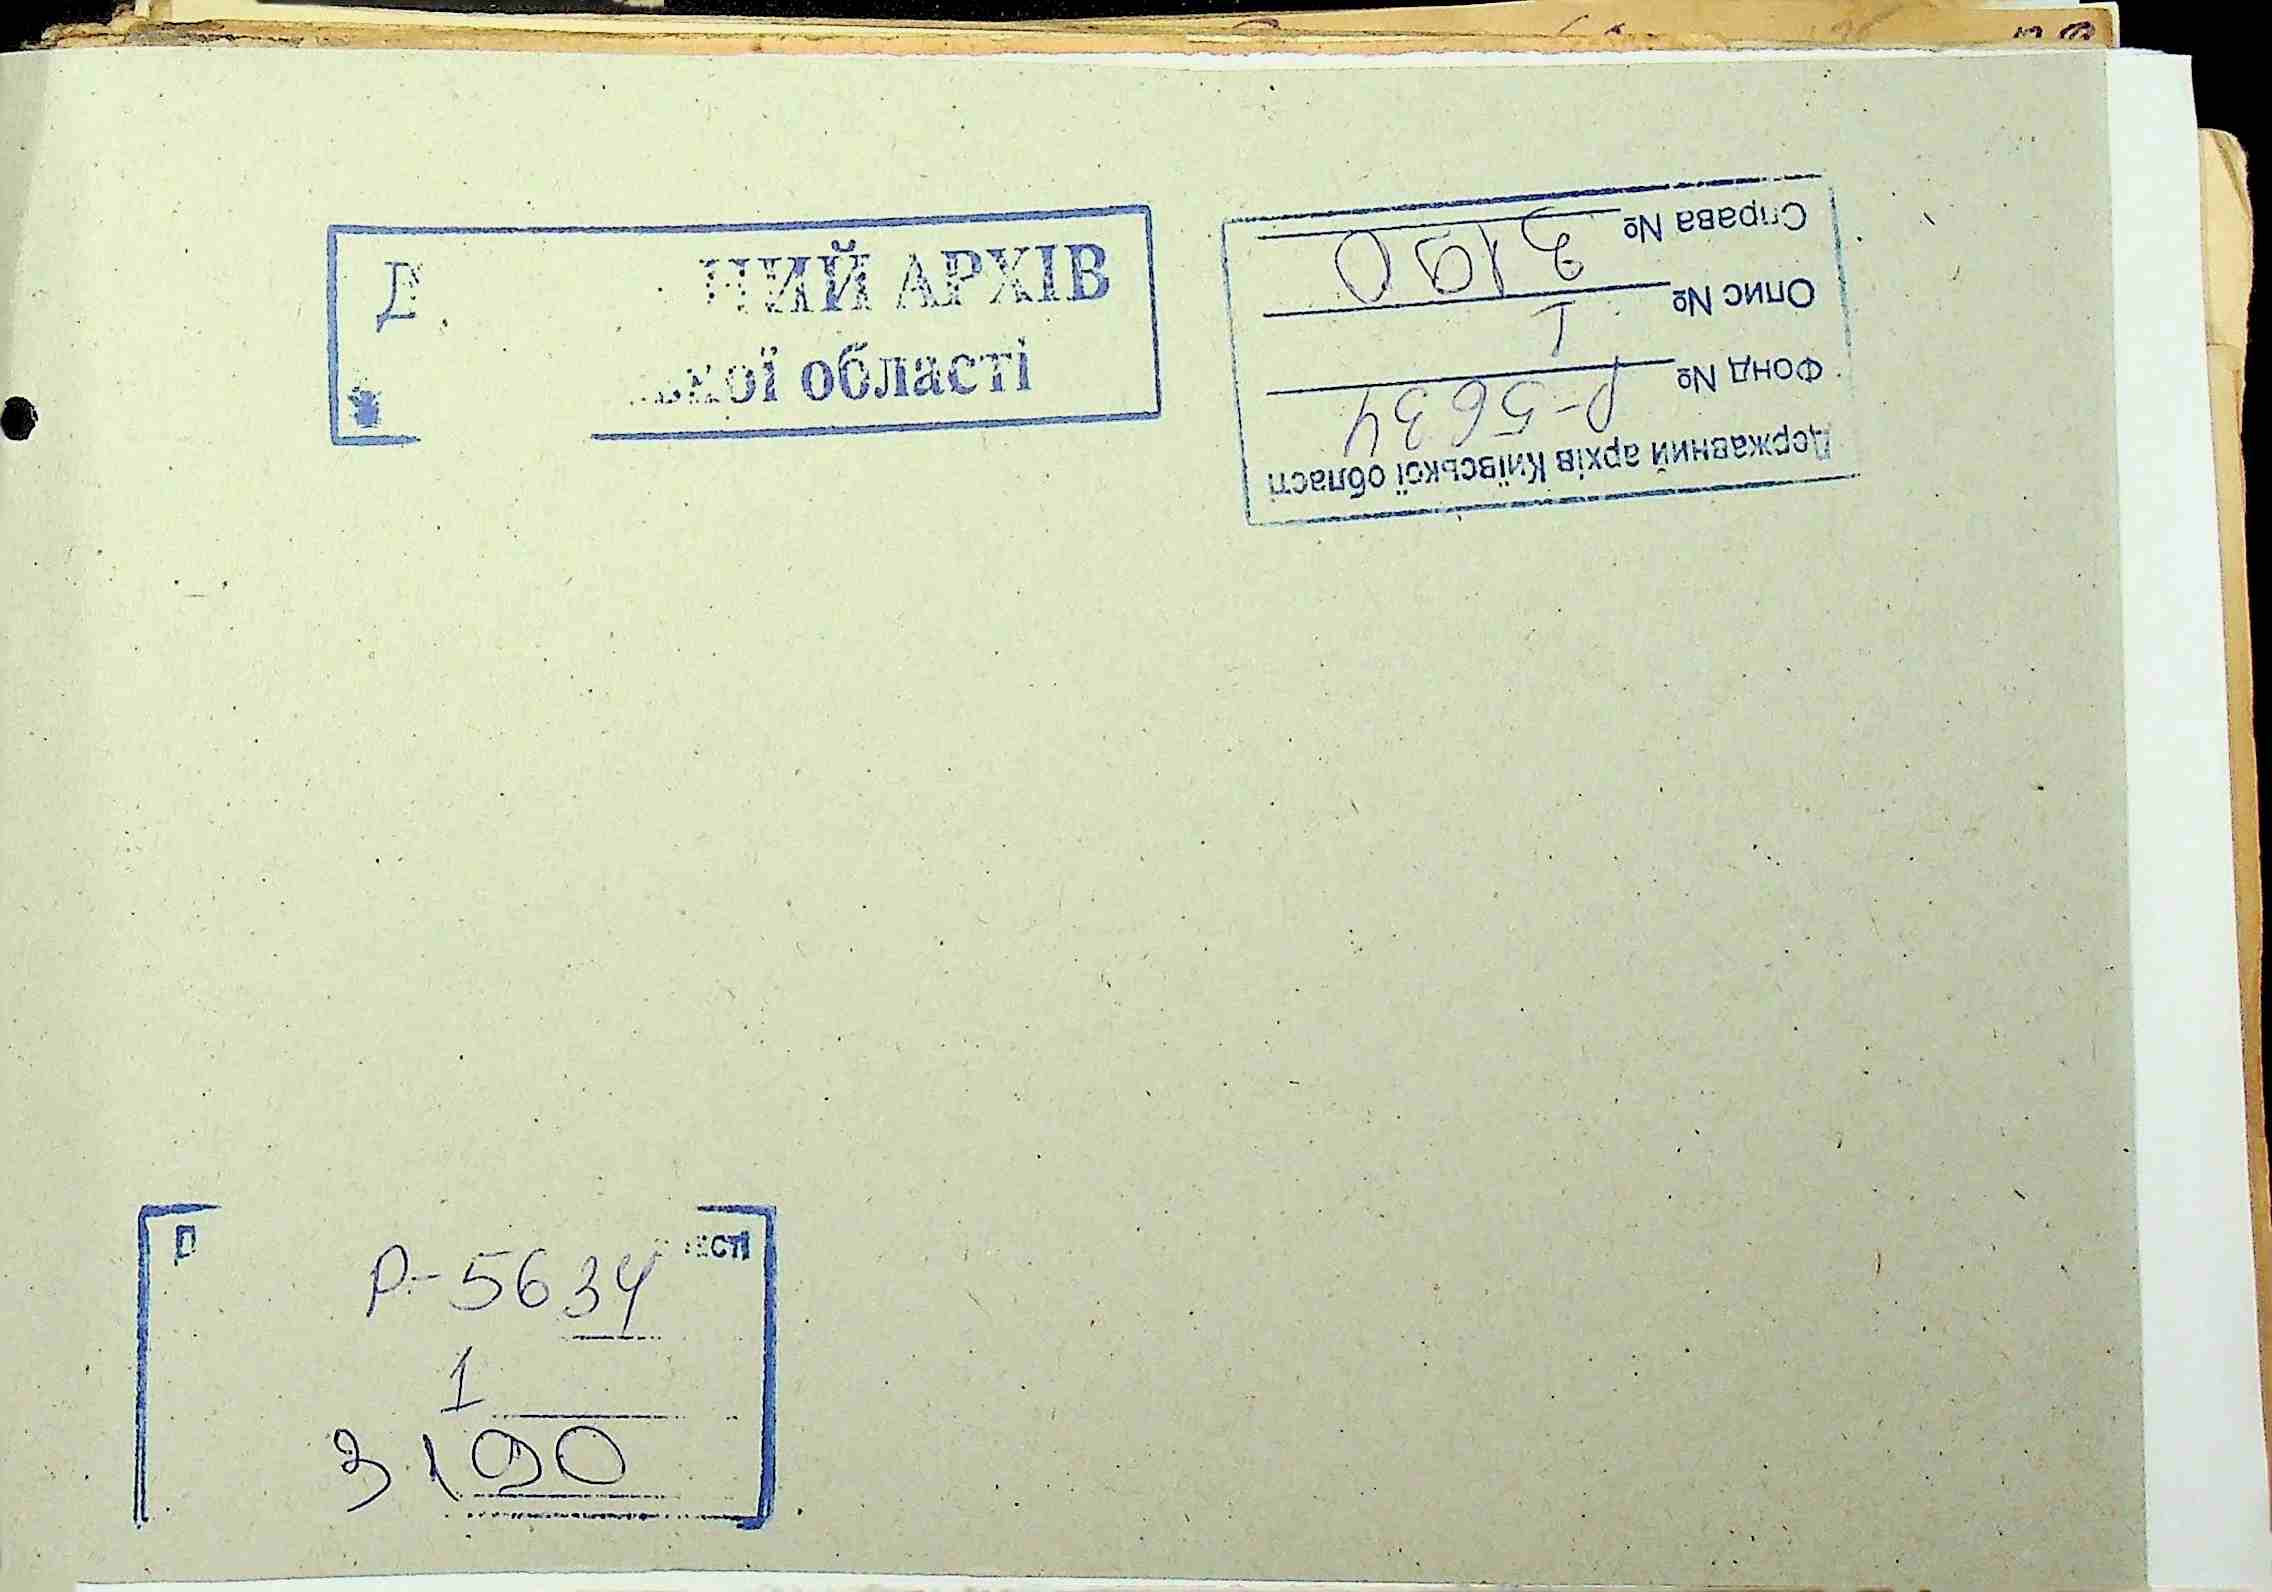 НИЙ АРХІВ
ької області
Державний архів Київської області
Фонд № Р-5634
Опис № 1
Справа № 3190
Р-5634
1
3190